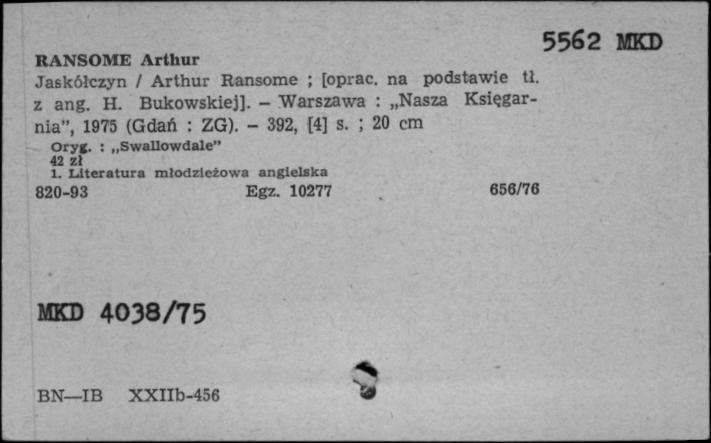 5562 MKD
RANSOME Arthur
Jaskółczyn / Arthur Ransome ; [oprac. na podstawie tł.
z ang. H. Bukowskiej]. – Warszawa : „Nasza Księgar-
nia”, 1975 (Gdań : ZG). – 392, [4] s. ; 20 cm
Oryg. : „Swallowdale”
42 zł
1. Literatura młodzieżowa angielska
820-93 Egz. 10277 656/76
MKD 4038/75
BN—IB XXIIb-456